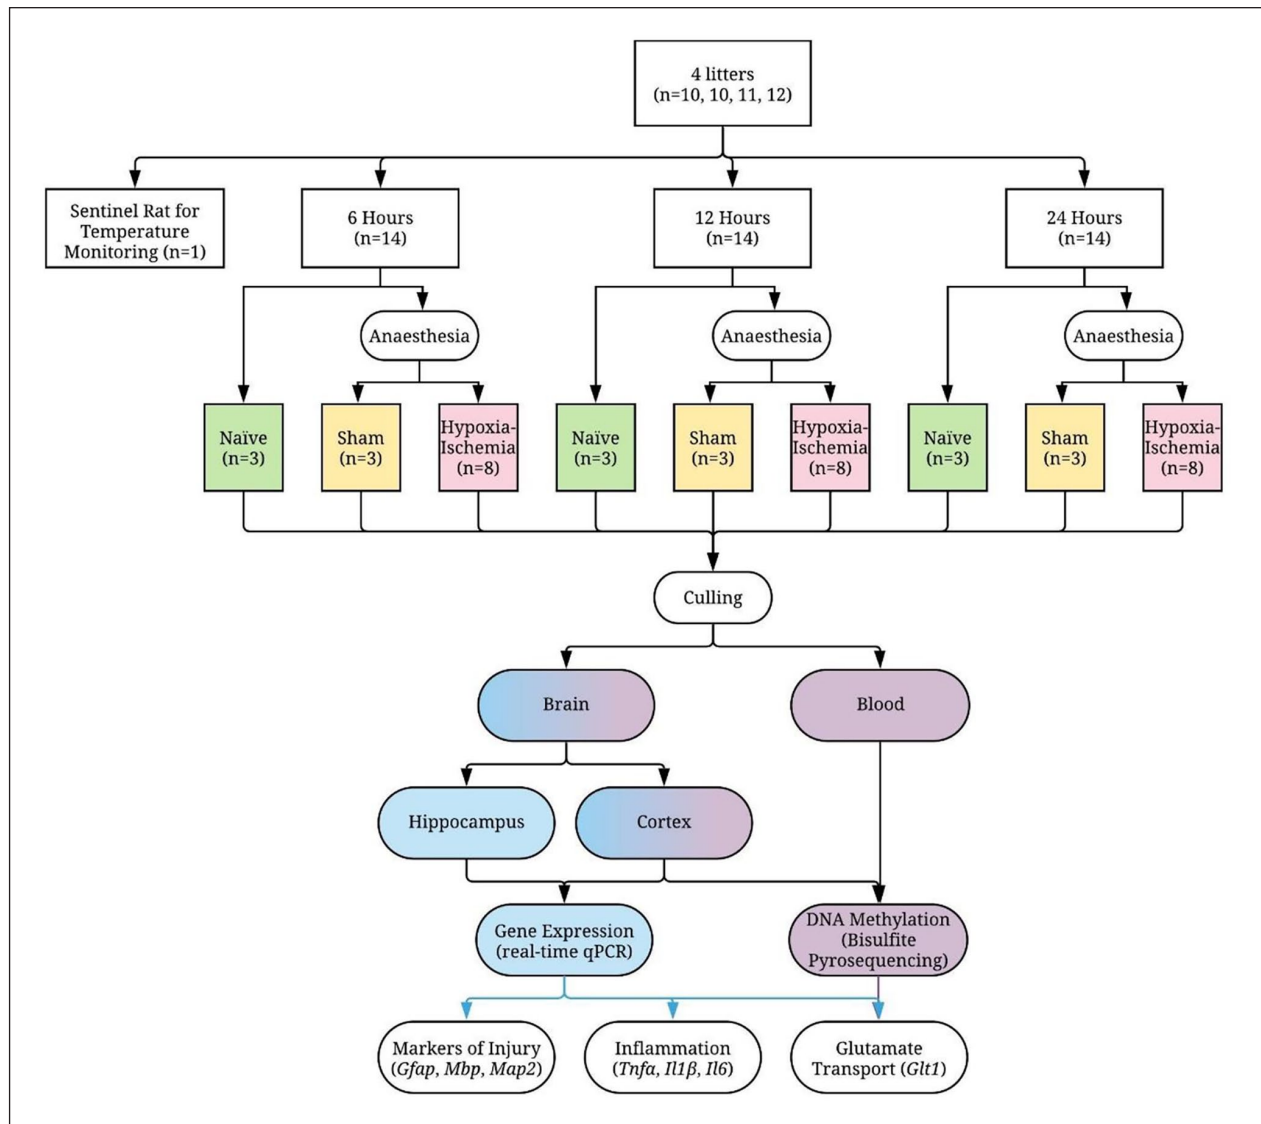 4 litters
(n=10, 10, 11, 12)
Sentinel Rat for
Temperature
Monitoring (n=1)
6 Hours
(n=14)
12 Hours
(n=14)
24 Hours
(n=14)
Anaesthesia
Anaesthesia
Anaesthesia
Naïve
(n=3)
Sham
(n=3)
Hypoxia-
Ischemia
(n=8)
Naïve
(n=3)
Sham
(n=3)
Hypoxia-
Ischemia
(n=8)
Naïve
(n=3)
Sham
(n=3)
Hypoxia-
Ischemia
(n=8)
Culling
Brain
Blood
Hippocampus
Cortex
Gene Expression
(real-time qPCR)
DNA Methylation
(Bisulfite
Pyrosequencing)
Markers of Injury
(Gfap, Mbp, Map2)
Inflammation
(Tnfα, Il1β, Il6)
Glutamate
Transport (Glt1)